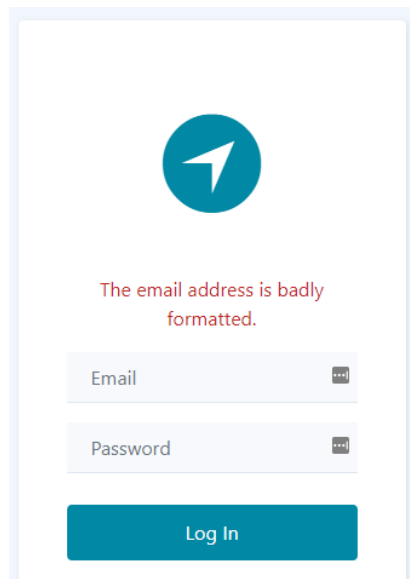 The email address is badly
formatted.
Email
Password
Log In